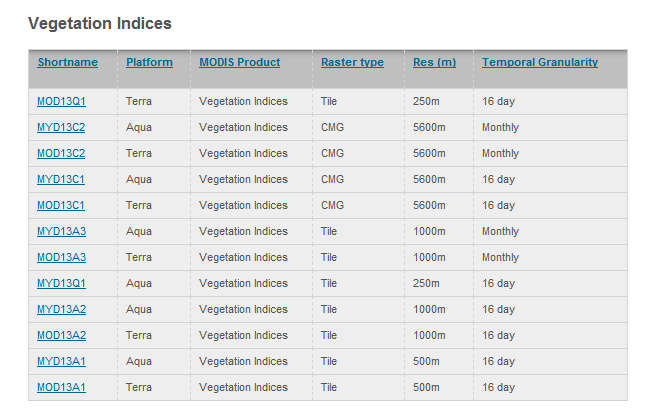 Vegetation Indices
Shortname Platform MODIS Product Raster type Res (m) Temporal Granularity
MOD13Q1 Terra Vegetation Indices Tile 250m 16 day
MYD13C2 Aqua Vegetation Indices CMG 5600m Monthly
MOD13C2 Terra Vegetation Indices CMG 5600m Monthly
MYD13C1 Aqua Vegetation Indices CMG 5600m 16 day
MOD13C1 Terra Vegetation Indices CMG 5600m 16 day
MYD13A3 Aqua Vegetation Indices Tile 1000m Monthly
MOD13A3 Terra Vegetation Indices Tile 1000m Monthly
MYD13Q1 Aqua Vegetation Indices Tile 250m 16 day
MYD13A2 Aqua Vegetation Indices Tile 1000m 16 day
MOD13A2 Terra Vegetation Indices Tile 1000m 16 day
MYD13A1 Aqua Vegetation Indices Tile 500m 16 day
MOD13A1 Terra Vegetation Indices Tile 500m 16 day